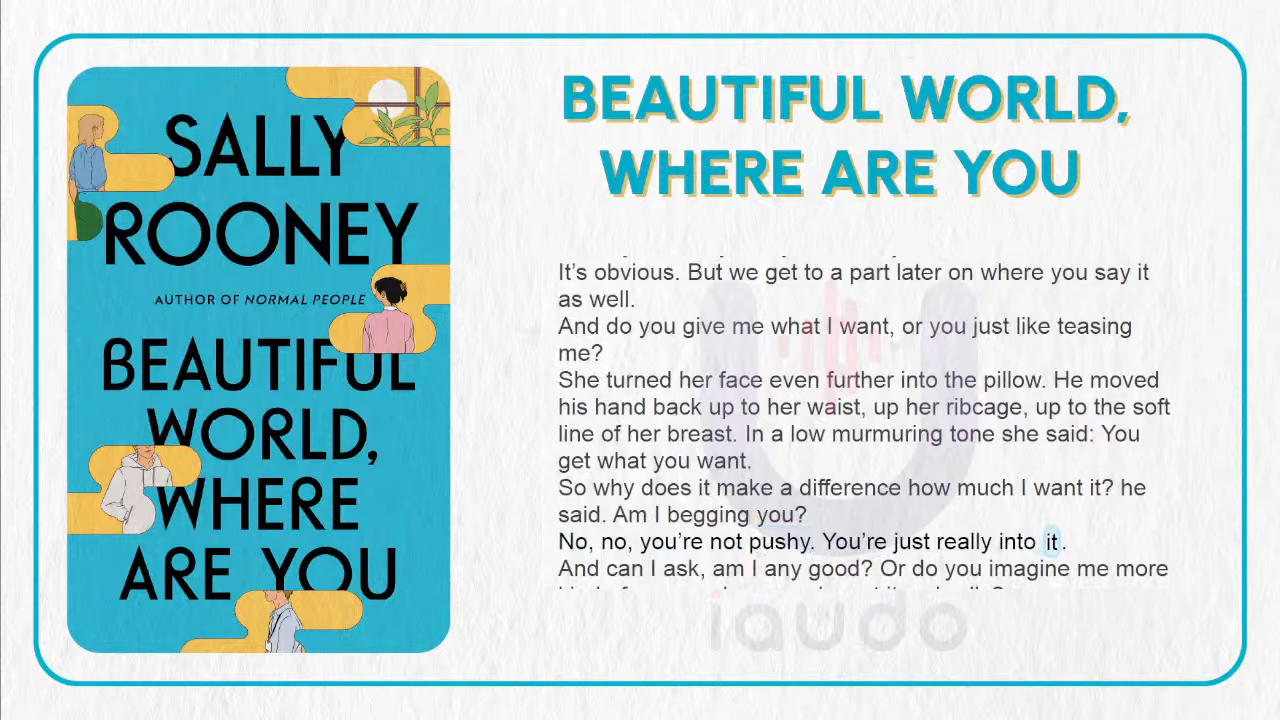 SALLY
ROONEY
AUTHOR OF NORMAL PEOPLE
BEAUTIFUL
WORLD,
WHERE
ARE YOU
BEAUTIFUL WORLD,
WHERE ARE YOU
It’s obvious. But we get to a part later on where you say it
as well.
And do you give me what I want, or you just like teasing
me?
She turned her face even further into the pillow. He moved
his hand back up to her waist, up her ribcage, up to the soft
line of her breast. In a low murmuring tone she said: You
get what you want.
So why does it make a difference how much I want it? he
said. Am I begging you?
No, no, you’re not pushy. You’re just really into it.
And can I ask, am I any good? Or do you imagine me more
iaudo